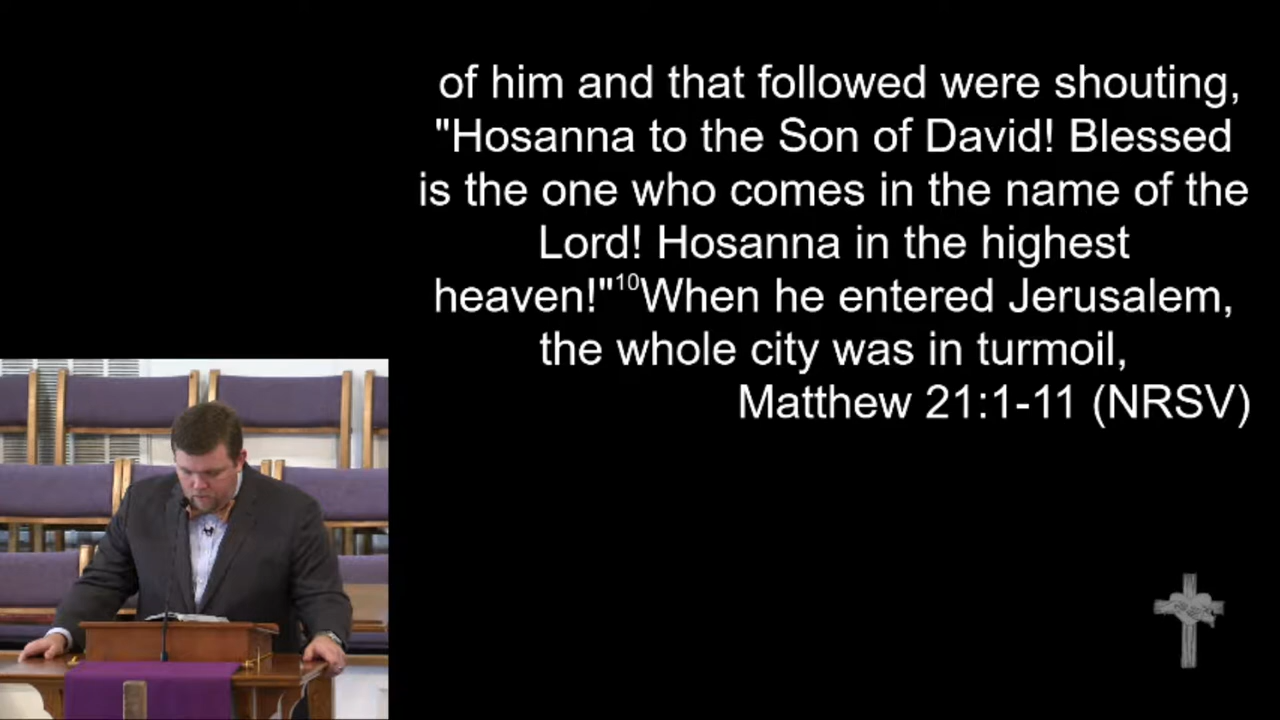 of him and that followed were shouting,
"Hosanna to the Son of David! Blessed
is the one who comes in the name of the
Lord! Hosanna in the highest
heaven!"¹⁰When he entered Jerusalem,
the whole city was in turmoil,
Matthew 21:1-11 (NRSV)